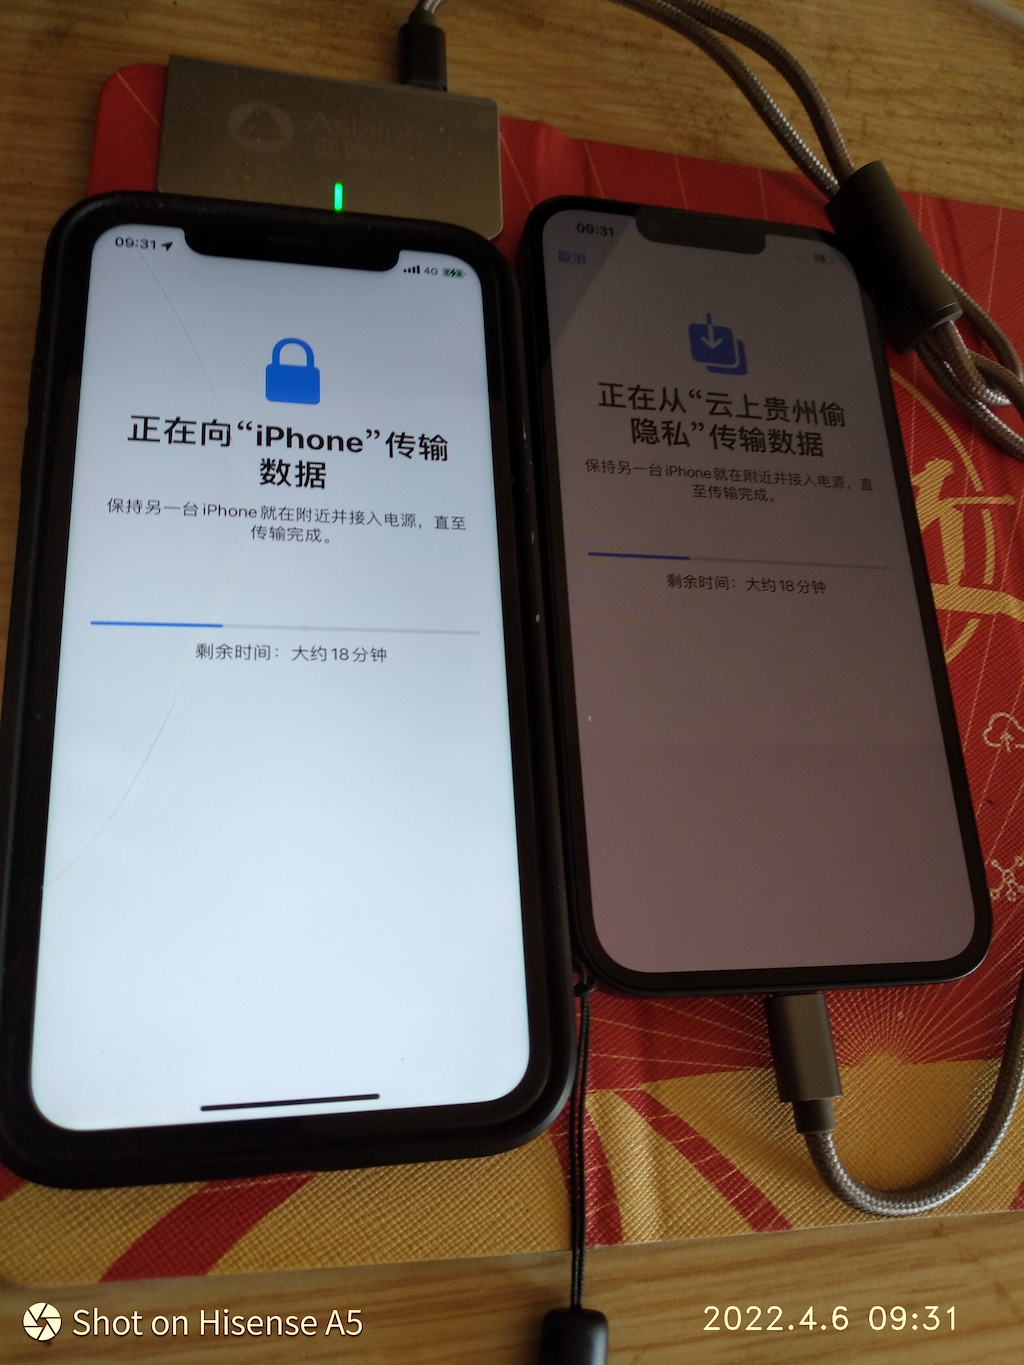 AsiaInfo
09:31
4G
正在向“iPhone”传输
数据
保持另一台iPhone就在附近并接入电源，直至
传输完成。
剩余时间：大约18分钟
09:31
取消
正在从“云上贵州偷
隐私”传输数据
保持另一台iPhone就在附近并接入电源，直
至传输完成。
剩余时间：大约18分钟
Shot on Hisense A5
2022.4.6 09:31